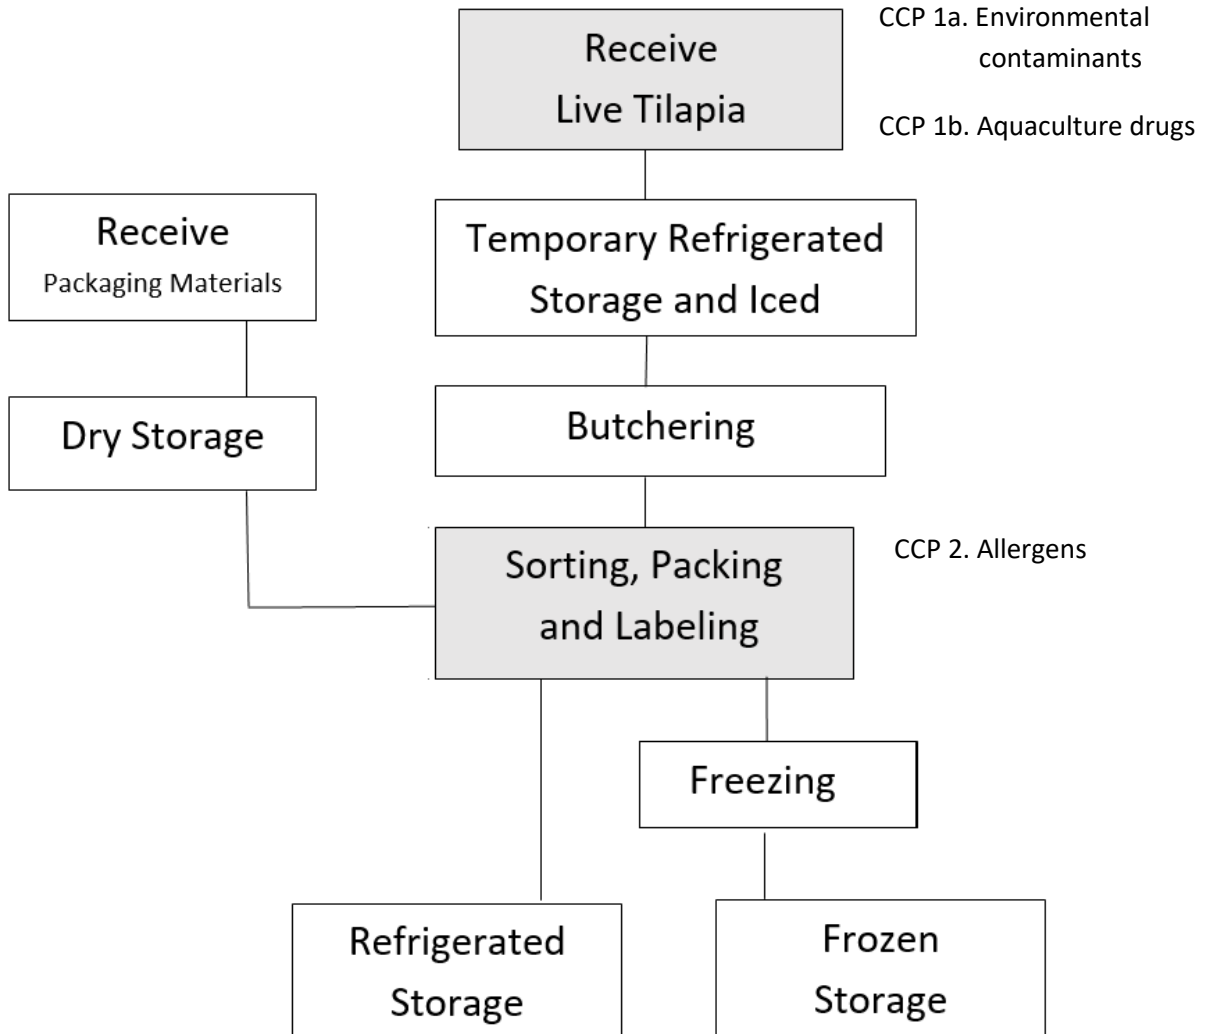 Receive
Live Tilapia
CCP 1a. Environmental
contaminants
CCP 1b. Aquaculture drugs
Receive
Packaging Materials
Temporary Refrigerated
Storage and Iced
Dry Storage
Butchering
Sorting, Packing
and Labeling
CCP 2. Allergens
Freezing
Refrigerated
Storage
Frozen
Storage